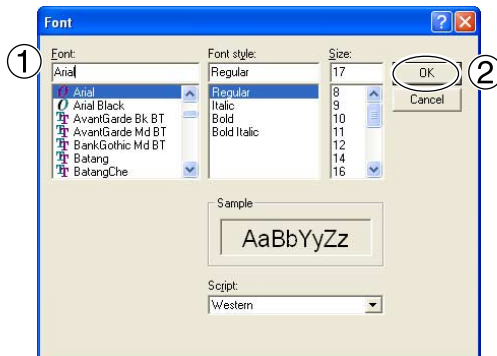 Font
①
Font:
Arial
Arial
Arial Black
AvantGarde Bk BT
AvantGarde Md BT
BankGothic Md BT
Batang
BatangChe
Font style:
Regular
Regular
Italic
Bold
Bold Italic
Size:
17
8
9
10
11
12
14
16
OK
②
Cancel
Sample
AaBbYyZz
Script:
Western